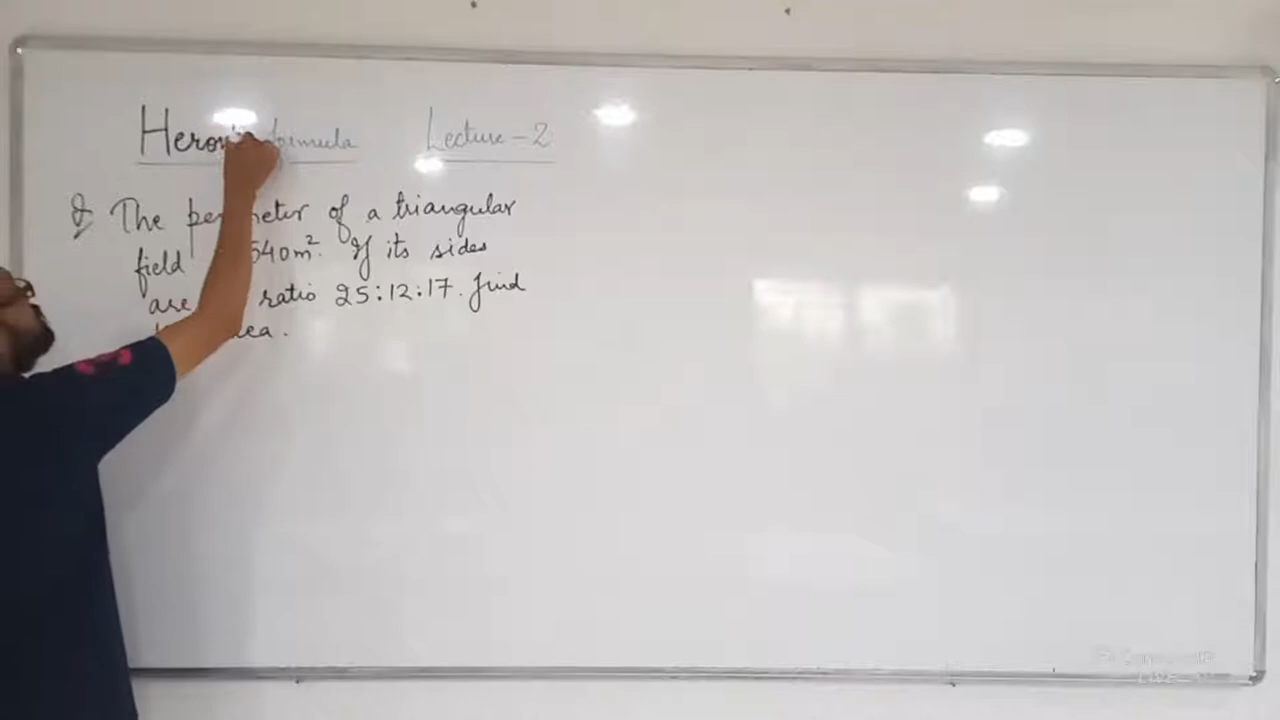 Heron's formula Lecture-2
Q The perimeter of a triangular
field 540m². If its sides
are ratio 25:12:17. find